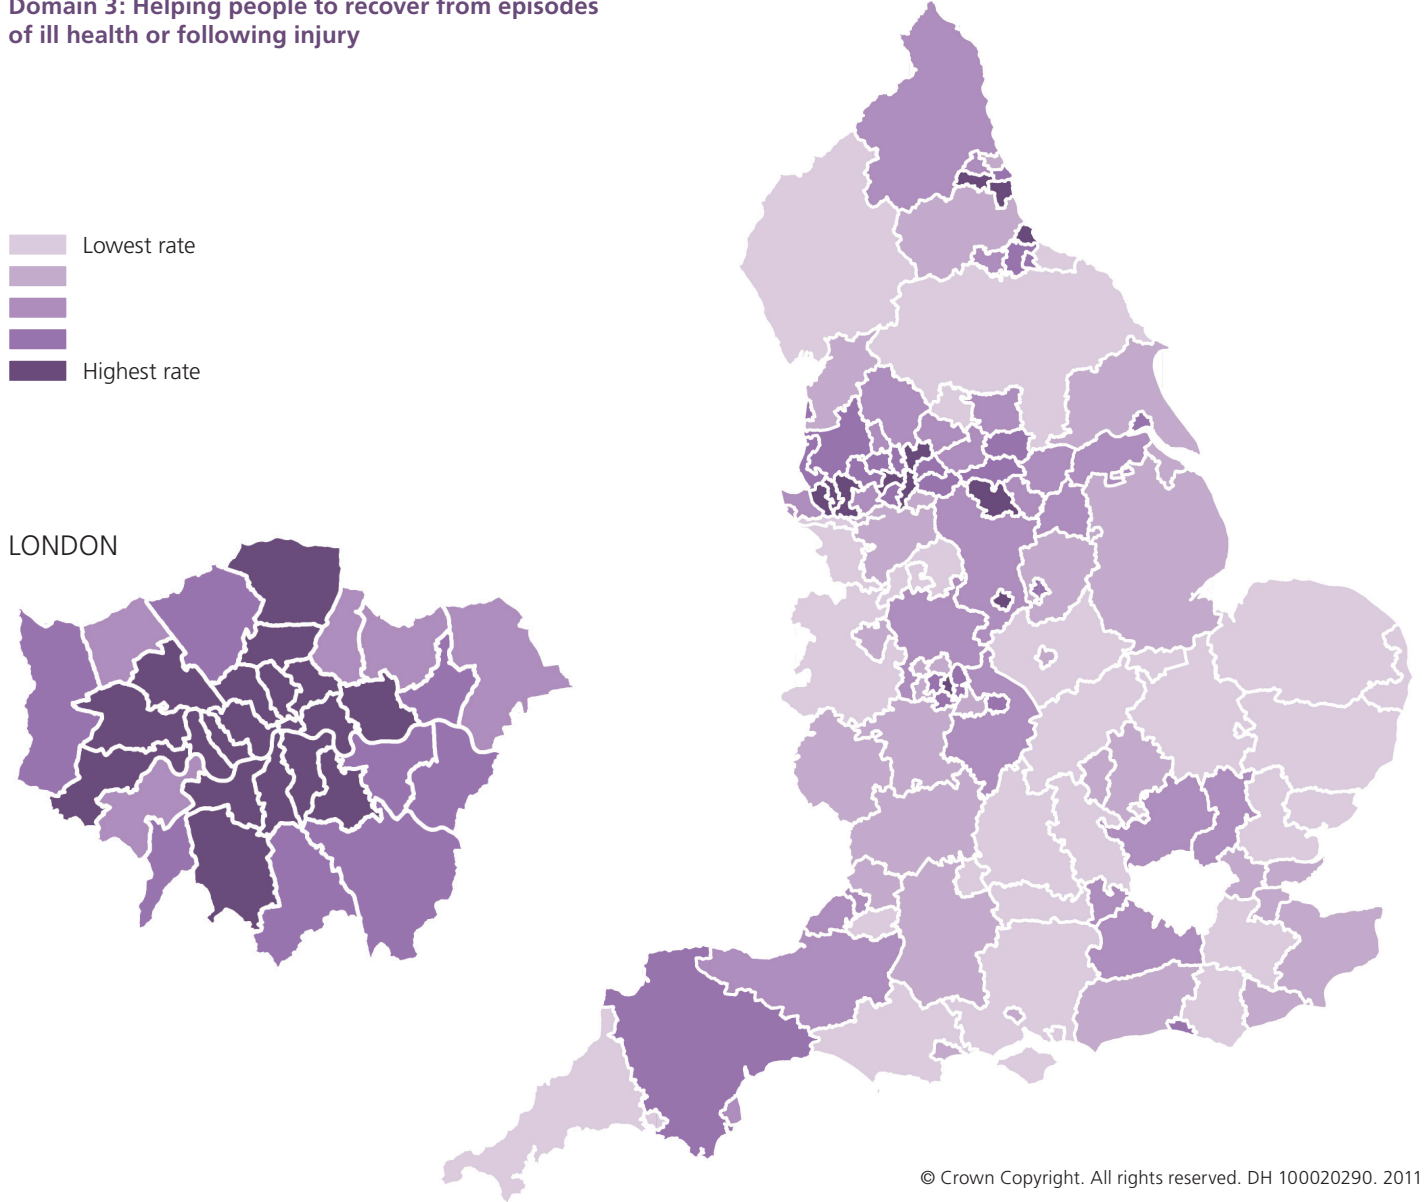 Domain 3: Helping people to recover from episodes
of ill health or following injury
Lowest rate
Highest rate
LONDON
© Crown Copyright. All rights reserved. DH 100020290. 2011